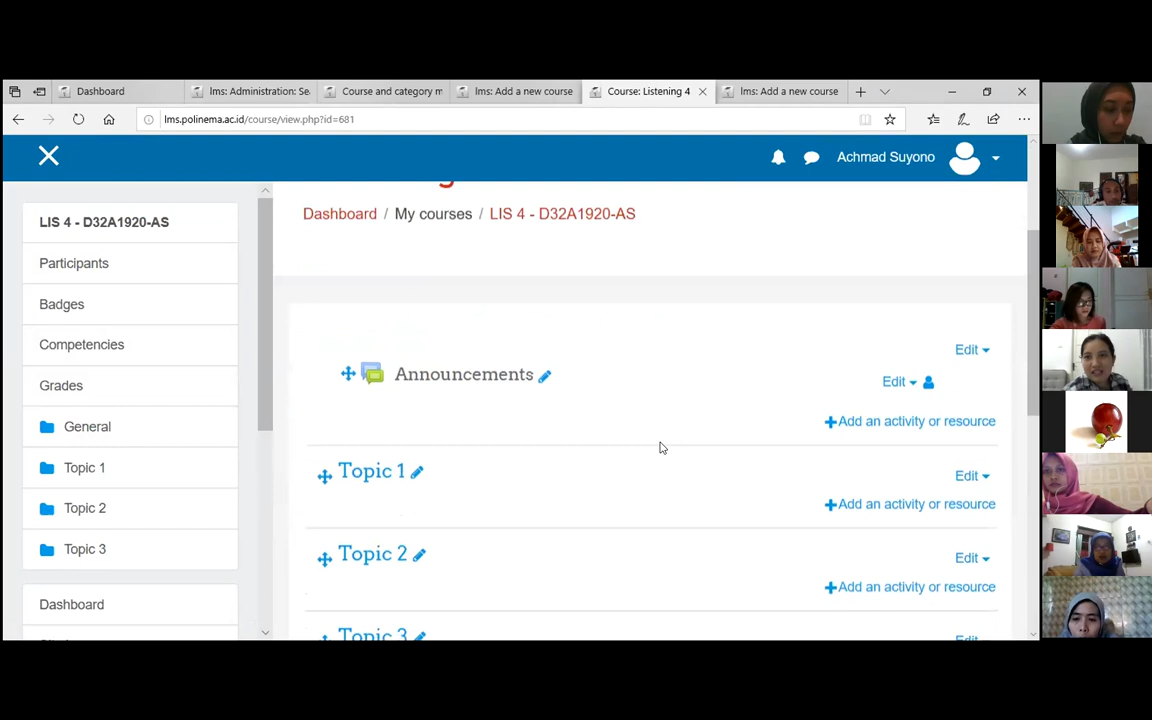 Dashboard
lms: Administration: Se
Course and category m
lms: Add a new course
Course: Listening 4
lms: Add a new course
lms.polinema.ac.id/course/view.php?id=681
Achmad Suyono
LIS 4 - D32A1920-AS
Participants
Badges
Competencies
Grades
General
Topic 1
Topic 2
Topic 3
Dashboard
Dashboard / My courses / LIS 4 - D32A1920-AS
Edit
Announcements
Edit
Add an activity or resource
Topic 1
Edit
Add an activity or resource
Topic 2
Edit
Add an activity or resource
Topic 3
Edit